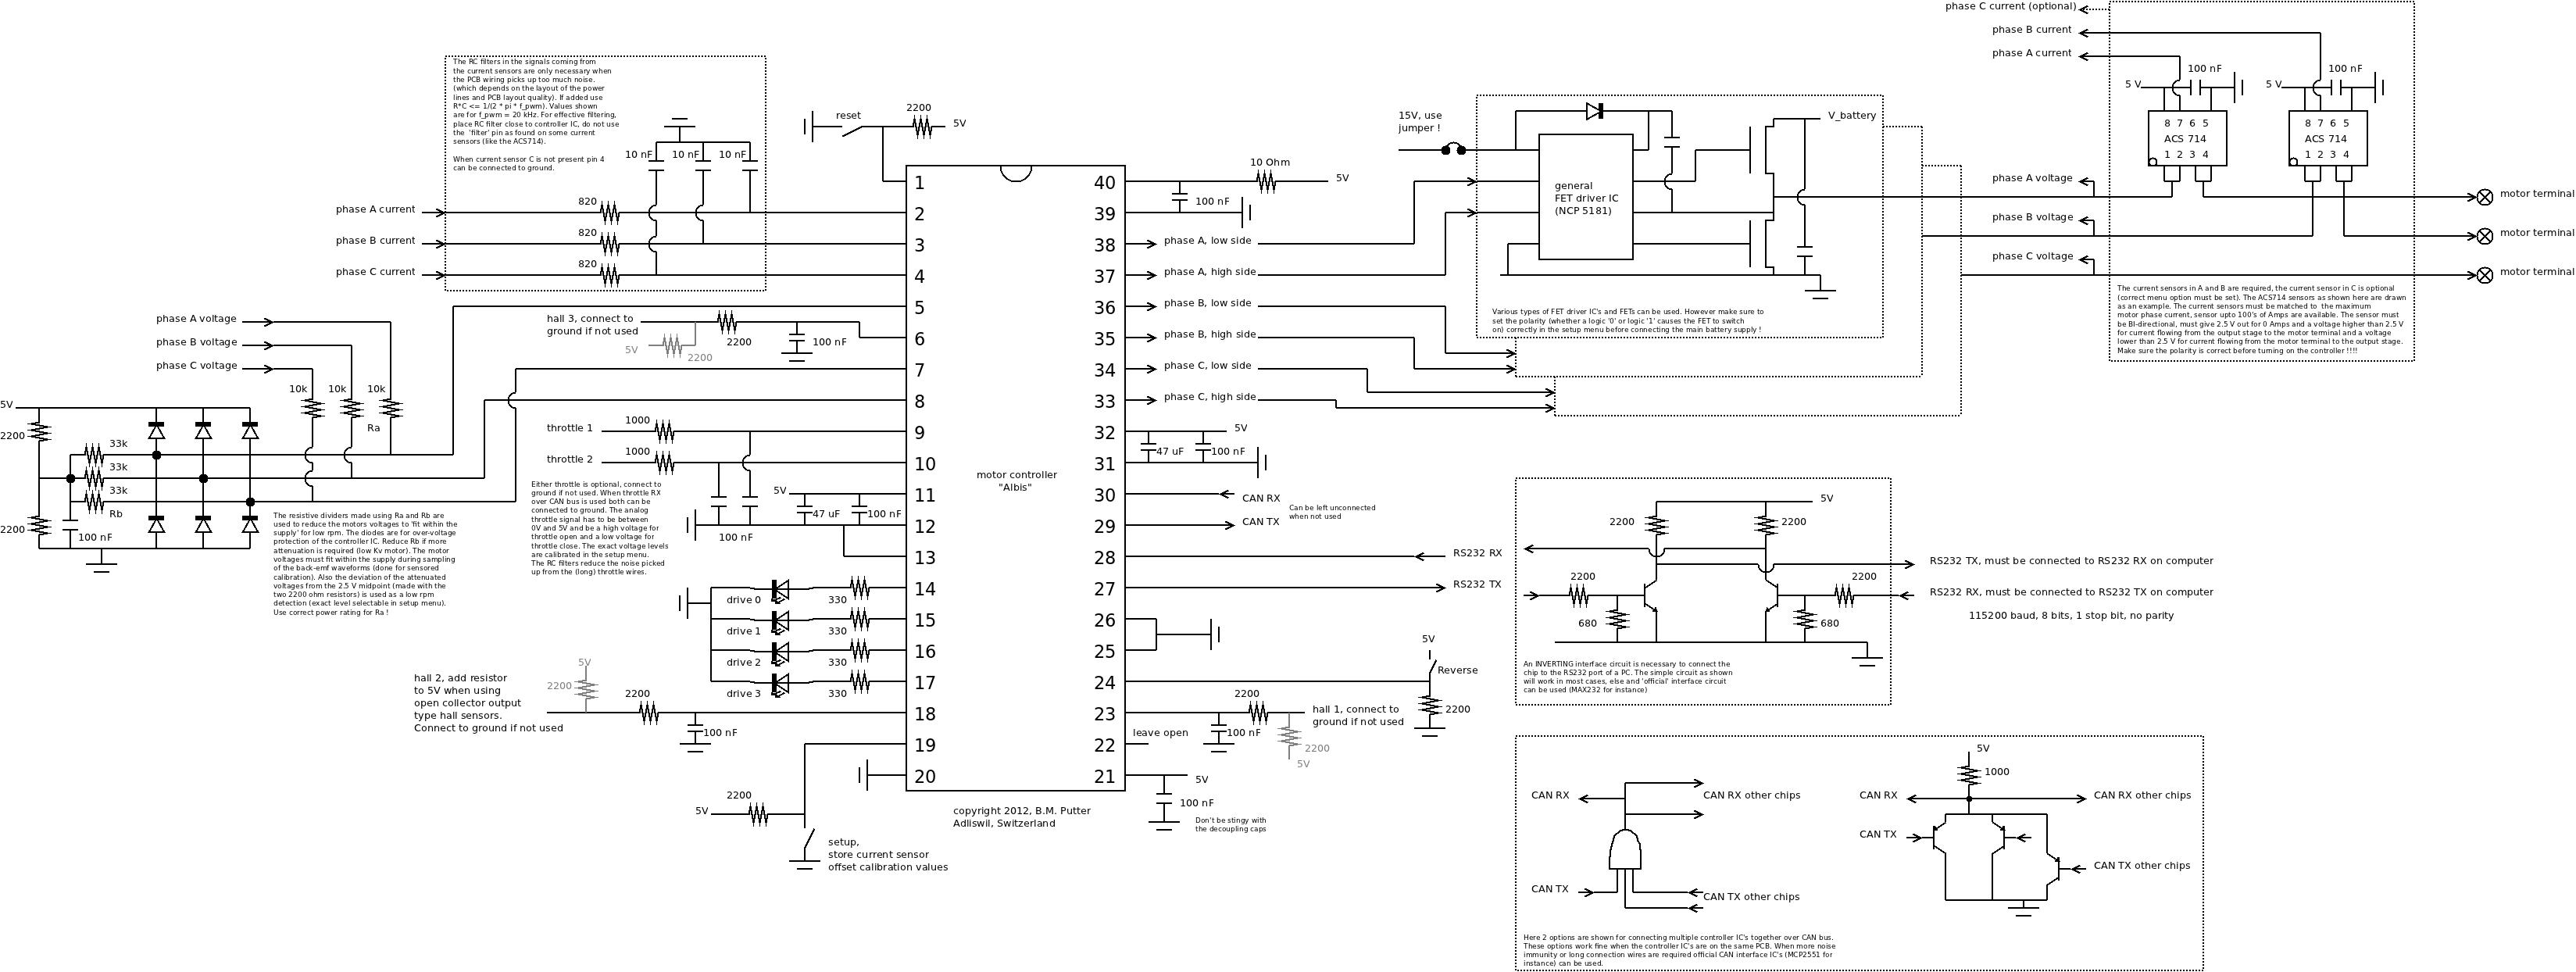 The RC filters in the signals coming from
the current sensors are only necessary when
the PCB wiring picks up too much noise.
(which depends on the layout of the power
lines and PCB layout quality). If added use
R*C <= 1/(2 * pi * f_pwm). Values shown
are for f_pwm = 20 kHz. For effective filtering,
place RC filter close to controller IC, do not use
the 'filter' pin as found on some current
sensors (like the ACS714).
When current sensor C is not present pin 4
can be connected to ground.
10 nF
10 nF
10 nF
820
820
820
phase A current
phase B current
phase C current
reset
2200
5V
phase A voltage
phase B voltage
phase C voltage
10k
10k
10k
Ra
5V
2200
2200
33k
33k
33k
Rb
100 nF
The resistive dividers made using Ra and Rb are
used to reduce the motors voltages to 'fit within the
supply' for low rpm. The diodes are for over-voltage
protection of the controller IC. Reduce Rb if more
attenuation is required (low Kv motor). The motor
voltages must fit within the supply during sampling
of the back-emf waveforms (done for sensored
calibration). Also the deviation of the attenuated
voltages from the 2.5 V midpoint (made with the
two 2200 ohm resistors) is used as a low rpm
detection (exact level selectable in setup menu).
Use correct power rating for Ra !
hall 3, connect to
ground if not used
5V
2200
2200
100 nF
throttle 1
1000
throttle 2
1000
Either throttle is optional, connect to
ground if not used. When throttle RX
over CAN bus is used both can be
connected to ground. The analog
throttle signal has to be between
0V and 5V and be a high voltage for
throttle open and a low voltage for
throttle close. The exact voltage levels
are calibrated in the setup menu.
The RC filters reduce the noise picked
up from the (long) throttle wires.
5V
47 uF
100 nF
100 nF
drive 0
330
drive 1
330
drive 2
330
drive 3
330
hall 2, add resistor
to 5V when using
open collector output
type hall sensors.
Connect to ground if not used
5V
2200
2200
100 nF
5V
2200
setup,
store current sensor
offset calibration values
1
2
3
4
5
6
7
8
9
10
11
12
13
14
15
16
17
18
19
20
motor controller
"Albis"
40
39
38
37
36
35
34
33
32
31
30
29
28
27
26
25
24
23
22
21
copyright 2012, B.M. Putter
Adliswil, Switzerland
10 Ohm
5V
100 nF
phase A, low side
phase A, high side
phase B, low side
phase B, high side
phase C, low side
phase C, high side
5V
47 uF
100 nF
CAN RX
CAN TX
Can be left unconnected
when not used
RS232 RX
RS232 TX
5V
Reverse
2200
2200
hall 1, connect to
ground if not used
100 nF
2200
5V
leave open
5V
100 nF
Don't be stingy with
the decoupling caps
15V, use
jumper !
general
FET driver IC
(NCP 5181)
V_battery
Various types of FET driver IC's and FETs can be used. However make sure to
set the polarity (whether a logic '0' or logic '1' causes the FET to switch
on) correctly in the setup menu before connecting the main battery supply !
phase C current (optional)
phase B current
phase A current
5 V
100 nF
5 V
100 nF
8 7 6 5
ACS 714
1 2 3 4
8 7 6 5
ACS 714
1 2 3 4
phase A voltage
phase B voltage
phase C voltage
motor terminal
motor terminal
motor terminal
The current sensors in A and B are required, the current sensor in C is optional
(correct menu option must be set). The ACS714 sensors as shown here are drawn
as an example. The current sensors must be matched to the maximum
motor phase current, sensor upto 100's of Amps are available. The sensor must
be BI-directional, must give 2.5 V out for 0 Amps and a voltage higher than 2.5 V
for current flowing from the output stage to the motor terminal and a voltage
lower than 2.5 V for current flowing from the motor terminal to the output stage.
Make sure the polarity is correct before turning on the controller !!!!
5V
2200
2200
2200
2200
680
680
An INVERTING interface circuit is necessary to connect the
chip to the RS232 port of a PC. The simple circuit as shown
will work in most cases, else and 'official' interface circuit
can be used (MAX232 for instance)
RS232 TX, must be connected to RS232 RX on computer
RS232 RX, must be connected to RS232 TX on computer
115200 baud, 8 bits, 1 stop bit, no parity
CAN RX
CAN RX other chips
CAN TX
CAN TX other chips
5V
1000
CAN RX
CAN RX other chips
CAN TX
CAN TX other chips
Here 2 options are shown for connecting multiple controller IC's together over CAN bus.
These options work fine when the controller IC's are on the same PCB. When more noise
immunity or long connection wires are required official CAN interface IC's (MCP2551 for
instance) can be used.